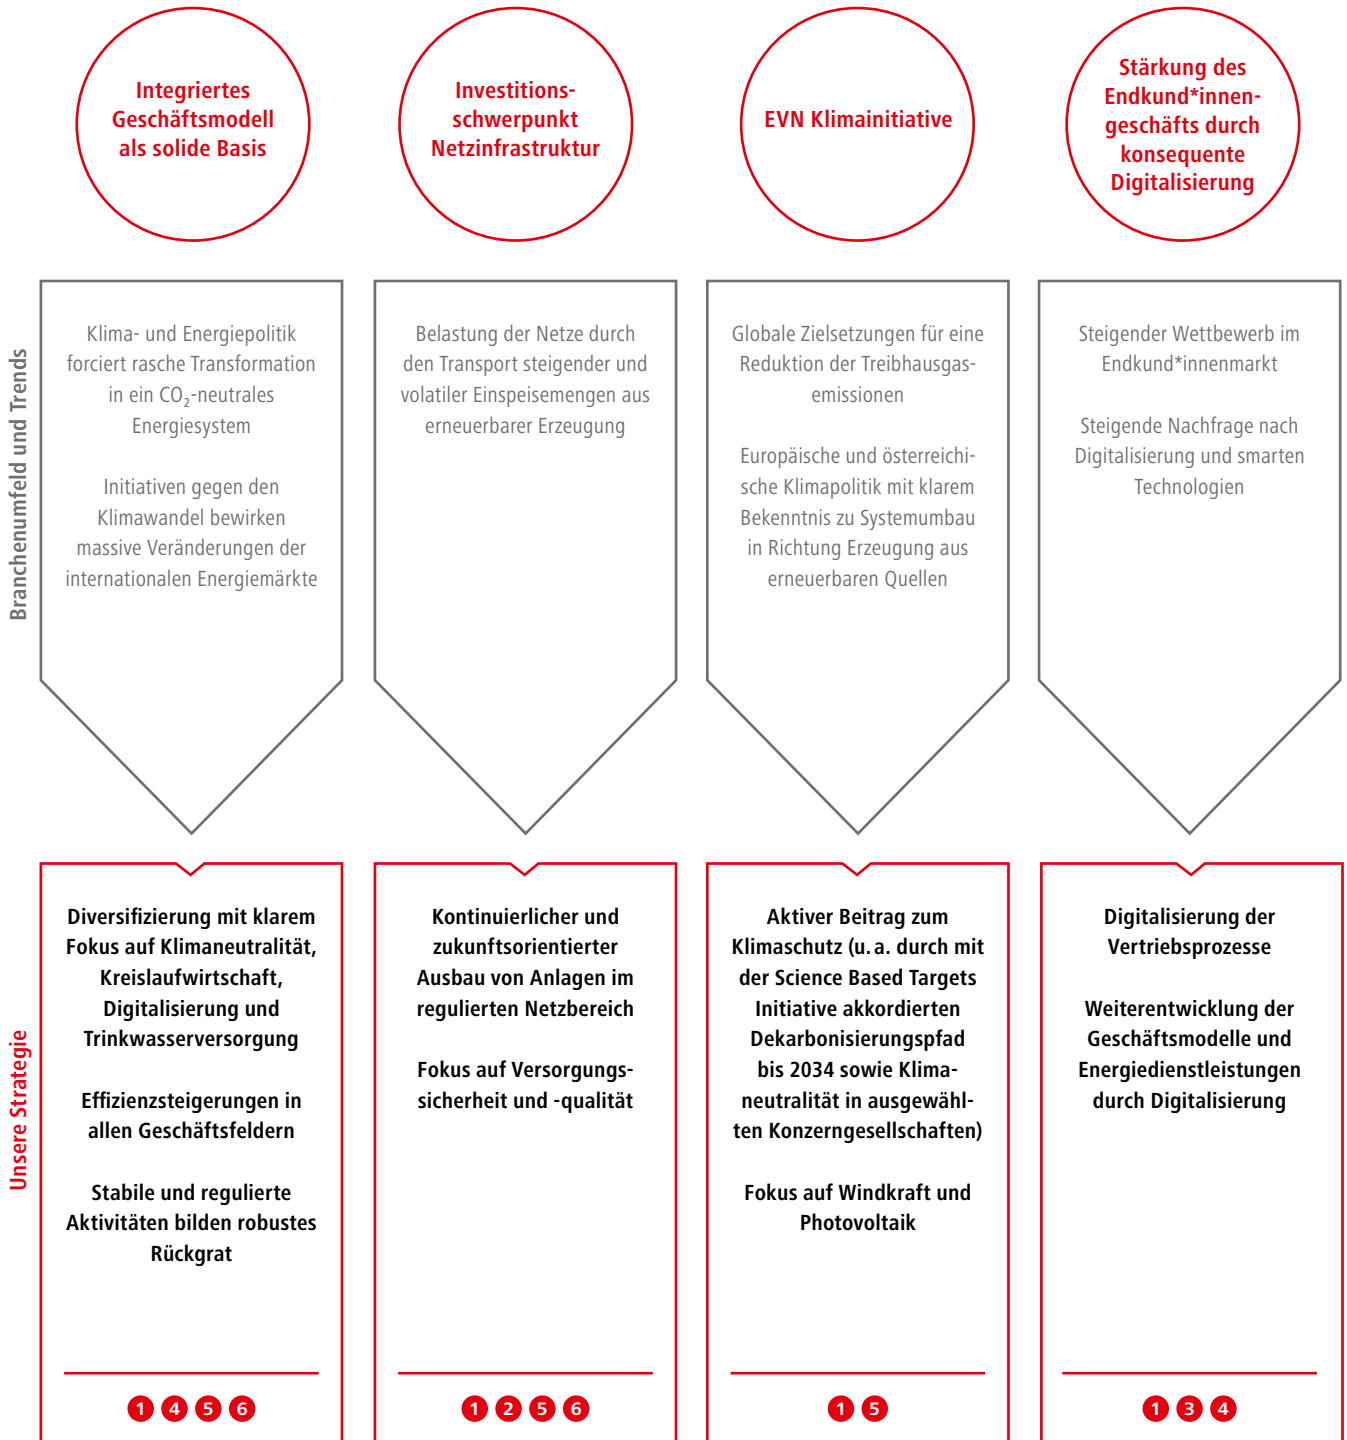 Integriertes
Geschäftsmodell
als solide Basis
Investitions-
schwerpunkt
Netzinfrastruktur
EVN Klimainitiative
Stärkung des
Endkund*innen-
geschäfts durch
konsequente
Digitalisierung
Branchenumfeld und Trends
Klima- und Energiepolitik
forciert rasche Transformation
in ein CO₂-neutrales
Energiesystem
Initiativen gegen den
Klimawandel bewirken
massive Veränderungen der
internationalen Energiemärkte
Belastung der Netze durch
den Transport steigender und
volatiler Einspeisemengen aus
erneuerbarer Erzeugung
Globale Zielsetzungen für eine
Reduktion der Treibhausgas-
emissionen
Europäische und österreichi-
sche Klimapolitik mit klarem
Bekenntnis zu Systemumbau
in Richtung Erzeugung aus
erneuerbaren Quellen
Steigender Wettbewerb im
Endkund*innenmarkt
Steigende Nachfrage nach
Digitalisierung und smarten
Technologien
Unsere Strategie
Diversifizierung mit klarem
Fokus auf Klimaneutralität,
Kreislaufwirtschaft,
Digitalisierung und
Trinkwasserversorgung
Effizienzsteigerungen in
allen Geschäftsfeldern
Stabile und regulierte
Aktivitäten bilden robustes
Rückgrat
1 4 5 6
Kontinuierlicher und
zukunftsorientierter
Ausbau von Anlagen im
regulierten Netzbereich
Fokus auf Versorgungs-
sicherheit und -qualität
1 2 5 6
Aktiver Beitrag zum
Klimaschutz (u. a. durch mit
der Science Based Targets
Initiative akkordierten
Dekarbonisierungspfad
bis 2034 sowie Klima-
neutralität in ausgewähl-
ten Konzerngesellschaften)
Fokus auf Windkraft und
Photovoltaik
1 5
Digitalisierung der
Vertriebsprozesse
Weiterentwicklung der
Geschäftsmodelle und
Energiedienstleistungen
durch Digitalisierung
1 3 4